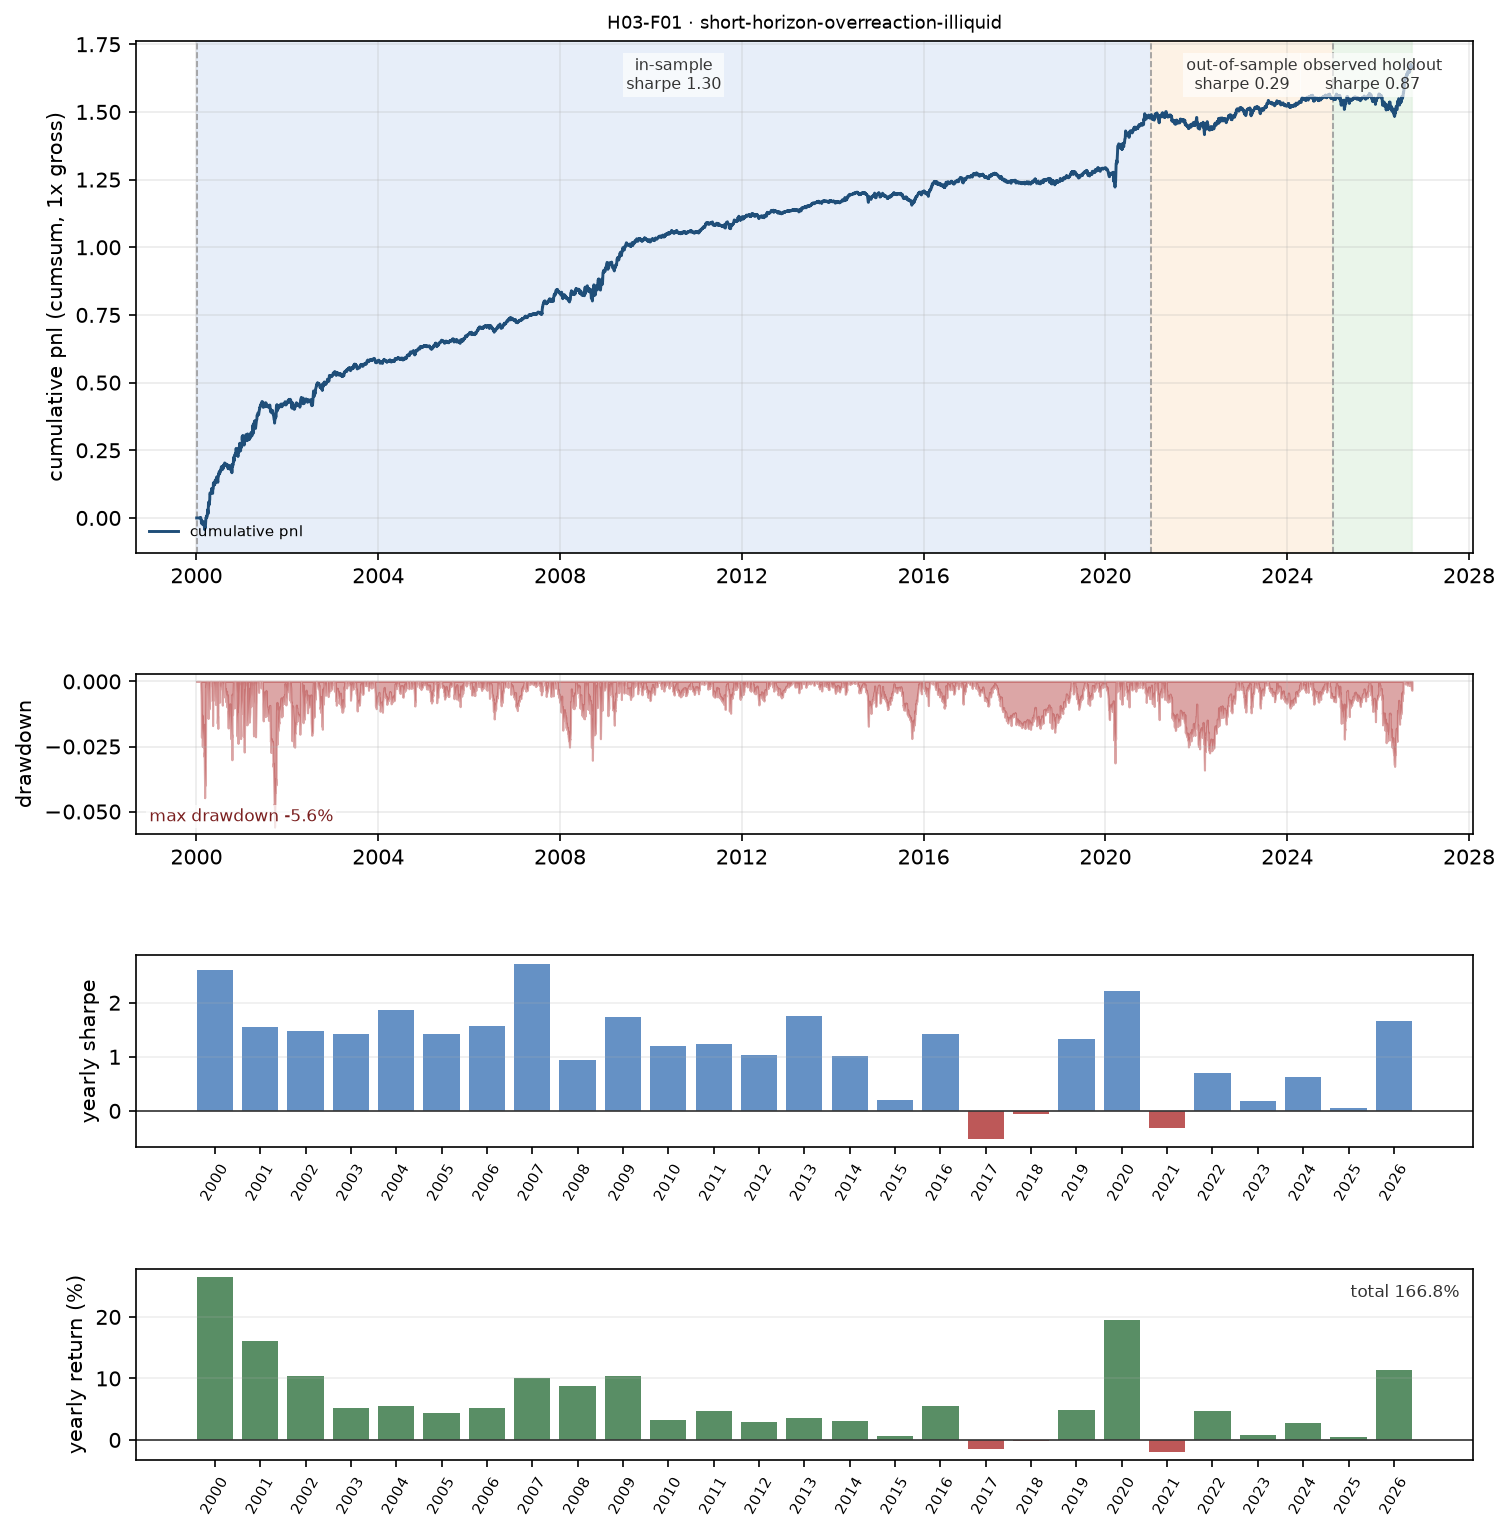 H03-F01 · short-horizon-overreaction-illiquid
cumulative pnl (cumsum, 1x gross)
1.75
1.50
1.25
1.00
0.75
0.50
0.25
0.00
in-sample
sharpe 1.30
out-of-sample
sharpe 0.29
observed holdout
sharpe 0.87
cumulative pnl
2000 2004 2008 2012 2016 2020 2024 2028
drawdown
0.000
−0.025
−0.050
max drawdown -5.6%
2000 2004 2008 2012 2016 2020 2024 2028
yearly sharpe
2
1
0
2000 2001 2002 2003 2004 2005 2006 2007 2008 2009 2010 2011 2012 2013 2014 2015 2016 2017 2018 2019 2020 2021 2022 2023 2024 2025 2026
yearly return (%)
20
10
0
total 166.8%
2000 2001 2002 2003 2004 2005 2006 2007 2008 2009 2010 2011 2012 2013 2014 2015 2016 2017 2018 2019 2020 2021 2022 2023 2024 2025 2026